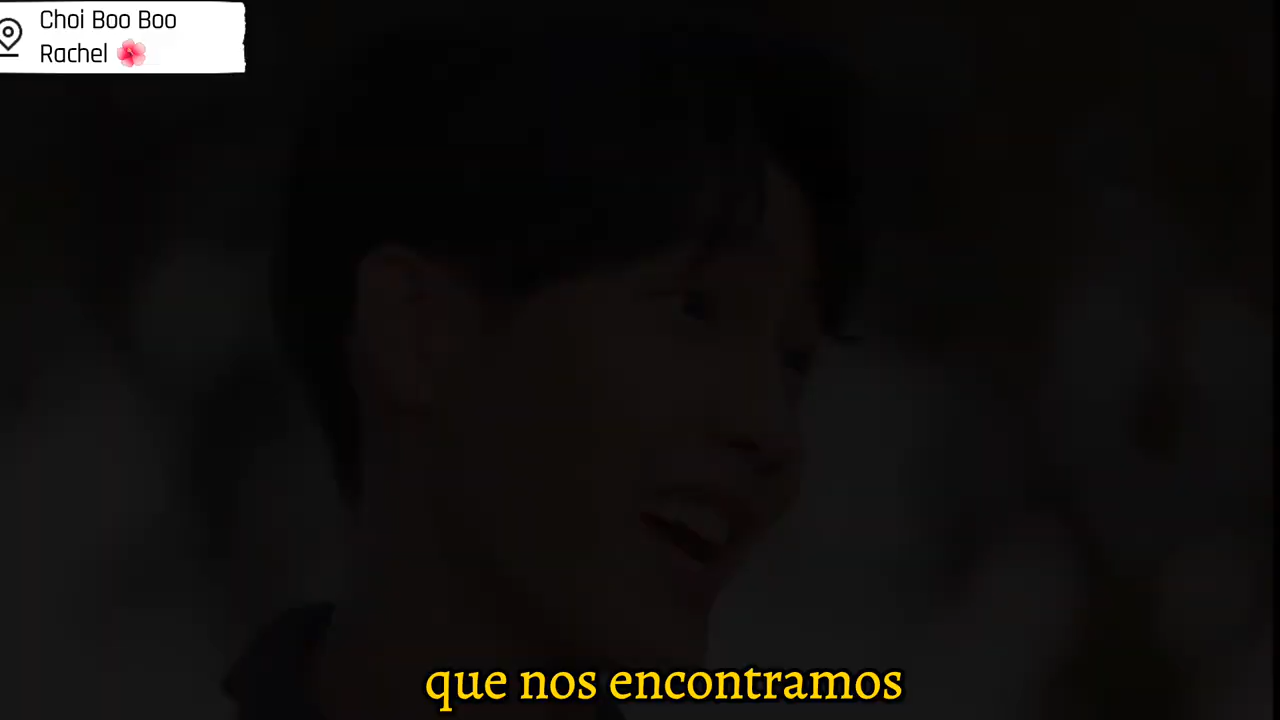 Choi Boo Boo
Rachel 🌺
que nos encontramos